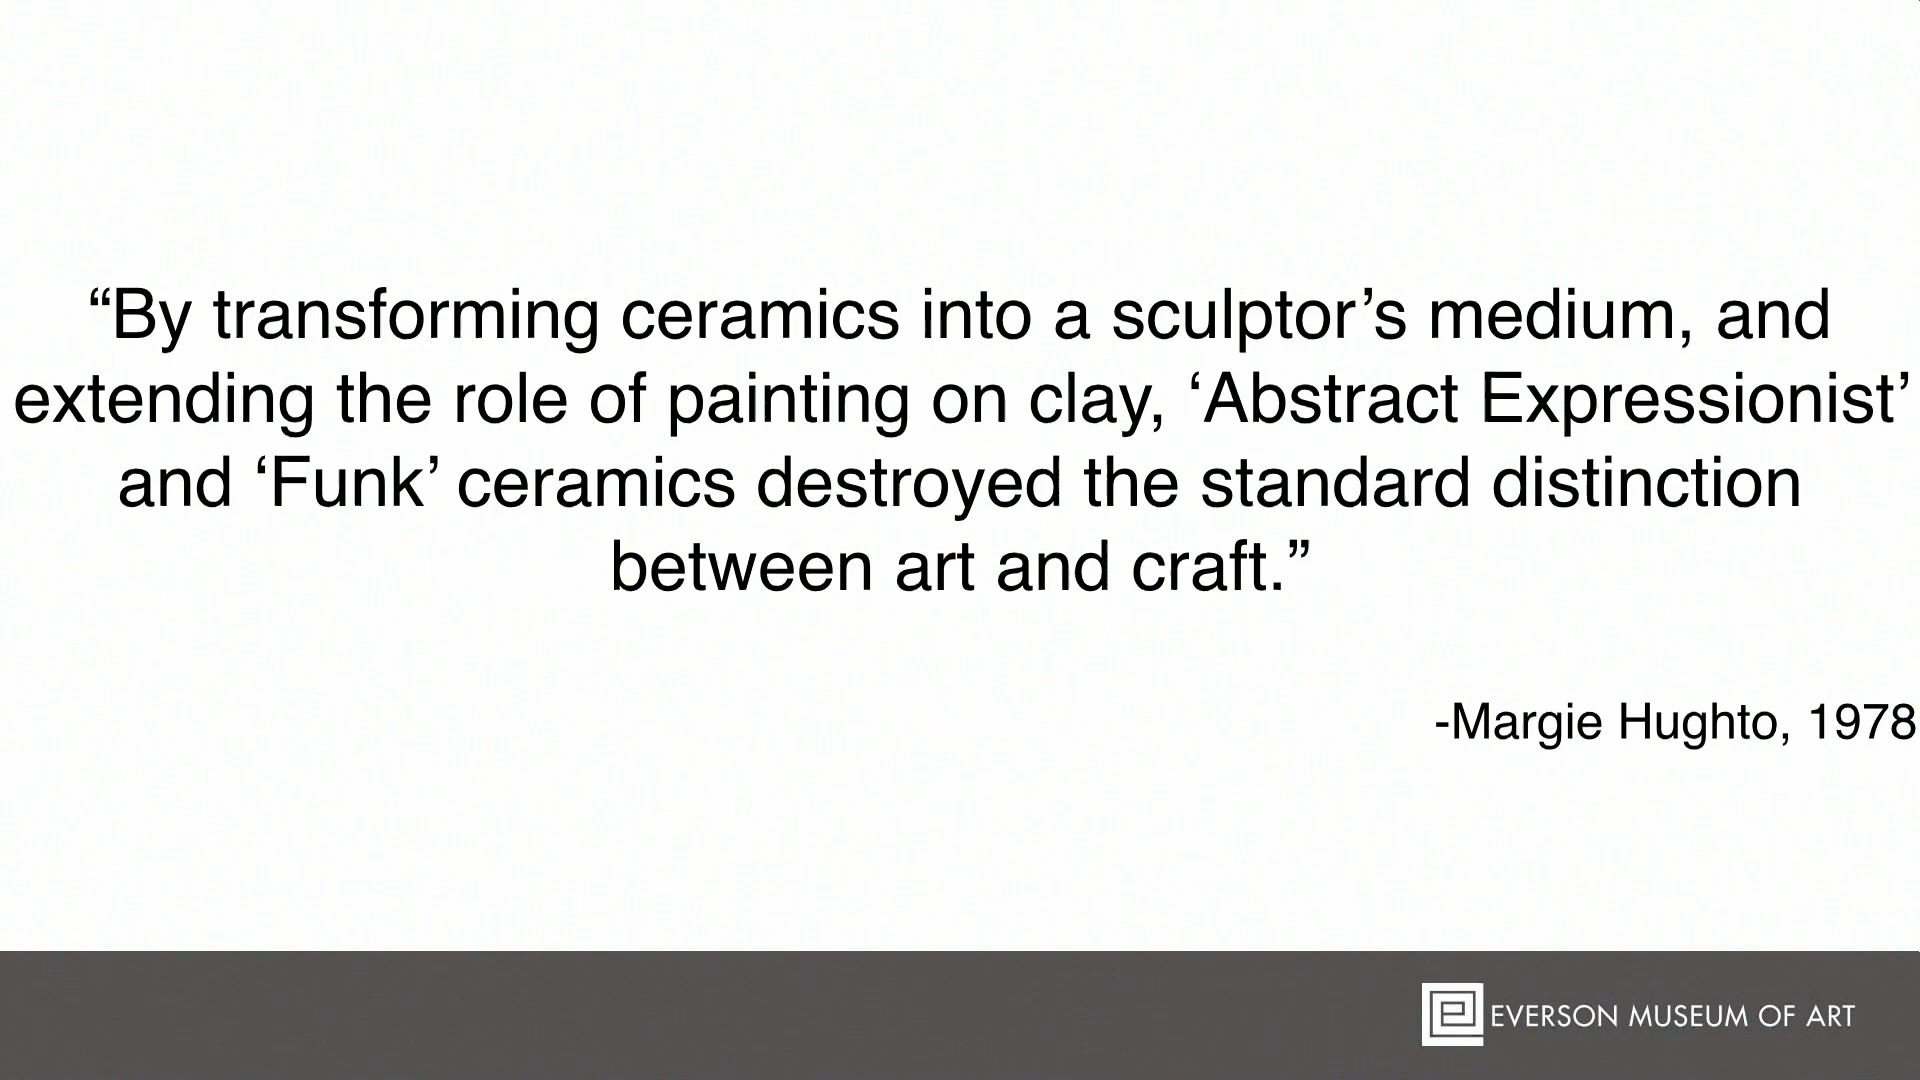 “By transforming ceramics into a sculptor’s medium, and
extending the role of painting on clay, ‘Abstract Expressionist’
and ‘Funk’ ceramics destroyed the standard distinction
between art and craft.”
-Margie Hughto, 1978
EVERSON MUSEUM OF ART